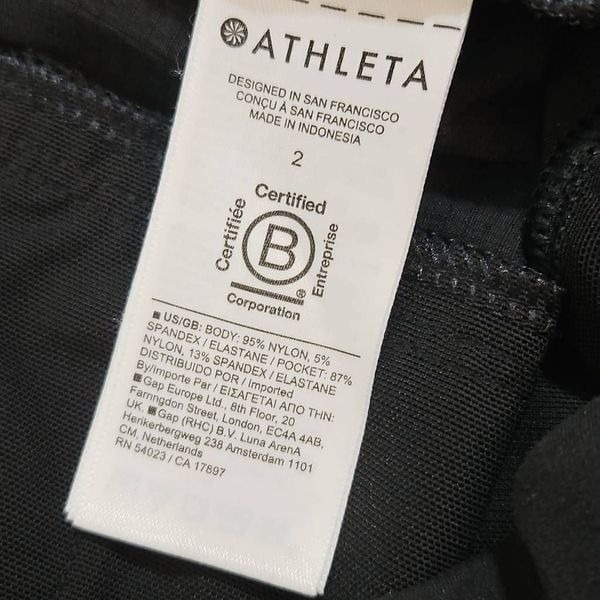 ATHLETA
DESIGNED IN SAN FRANCISCO
CONÇU À SAN FRANCISCO
MADE IN INDONESIA
2
Certified
Certifiée
B
Entreprise
®
Corporation
US/GB: BODY: 95% NYLON, 5%
SPANDEX / ELASTANE / POCKET: 87%
NYLON, 13% SPANDEX / ELASTANE
DISTRIBUIDO POR / Imported
By/Importe Par / ΕΙΣΑΓΕΤΑΙ ΑΠΟ ΤΗΝ:
Gap Europe Ltd., 8th Floor, 20
Farringdon Street, London, EC4A 4AB,
UK. Gap (RHC) B.V. Luna ArenA
Herikerbergweg 238 Amsterdam 1101
CM, Netherlands
RN 54023 / CA 17897